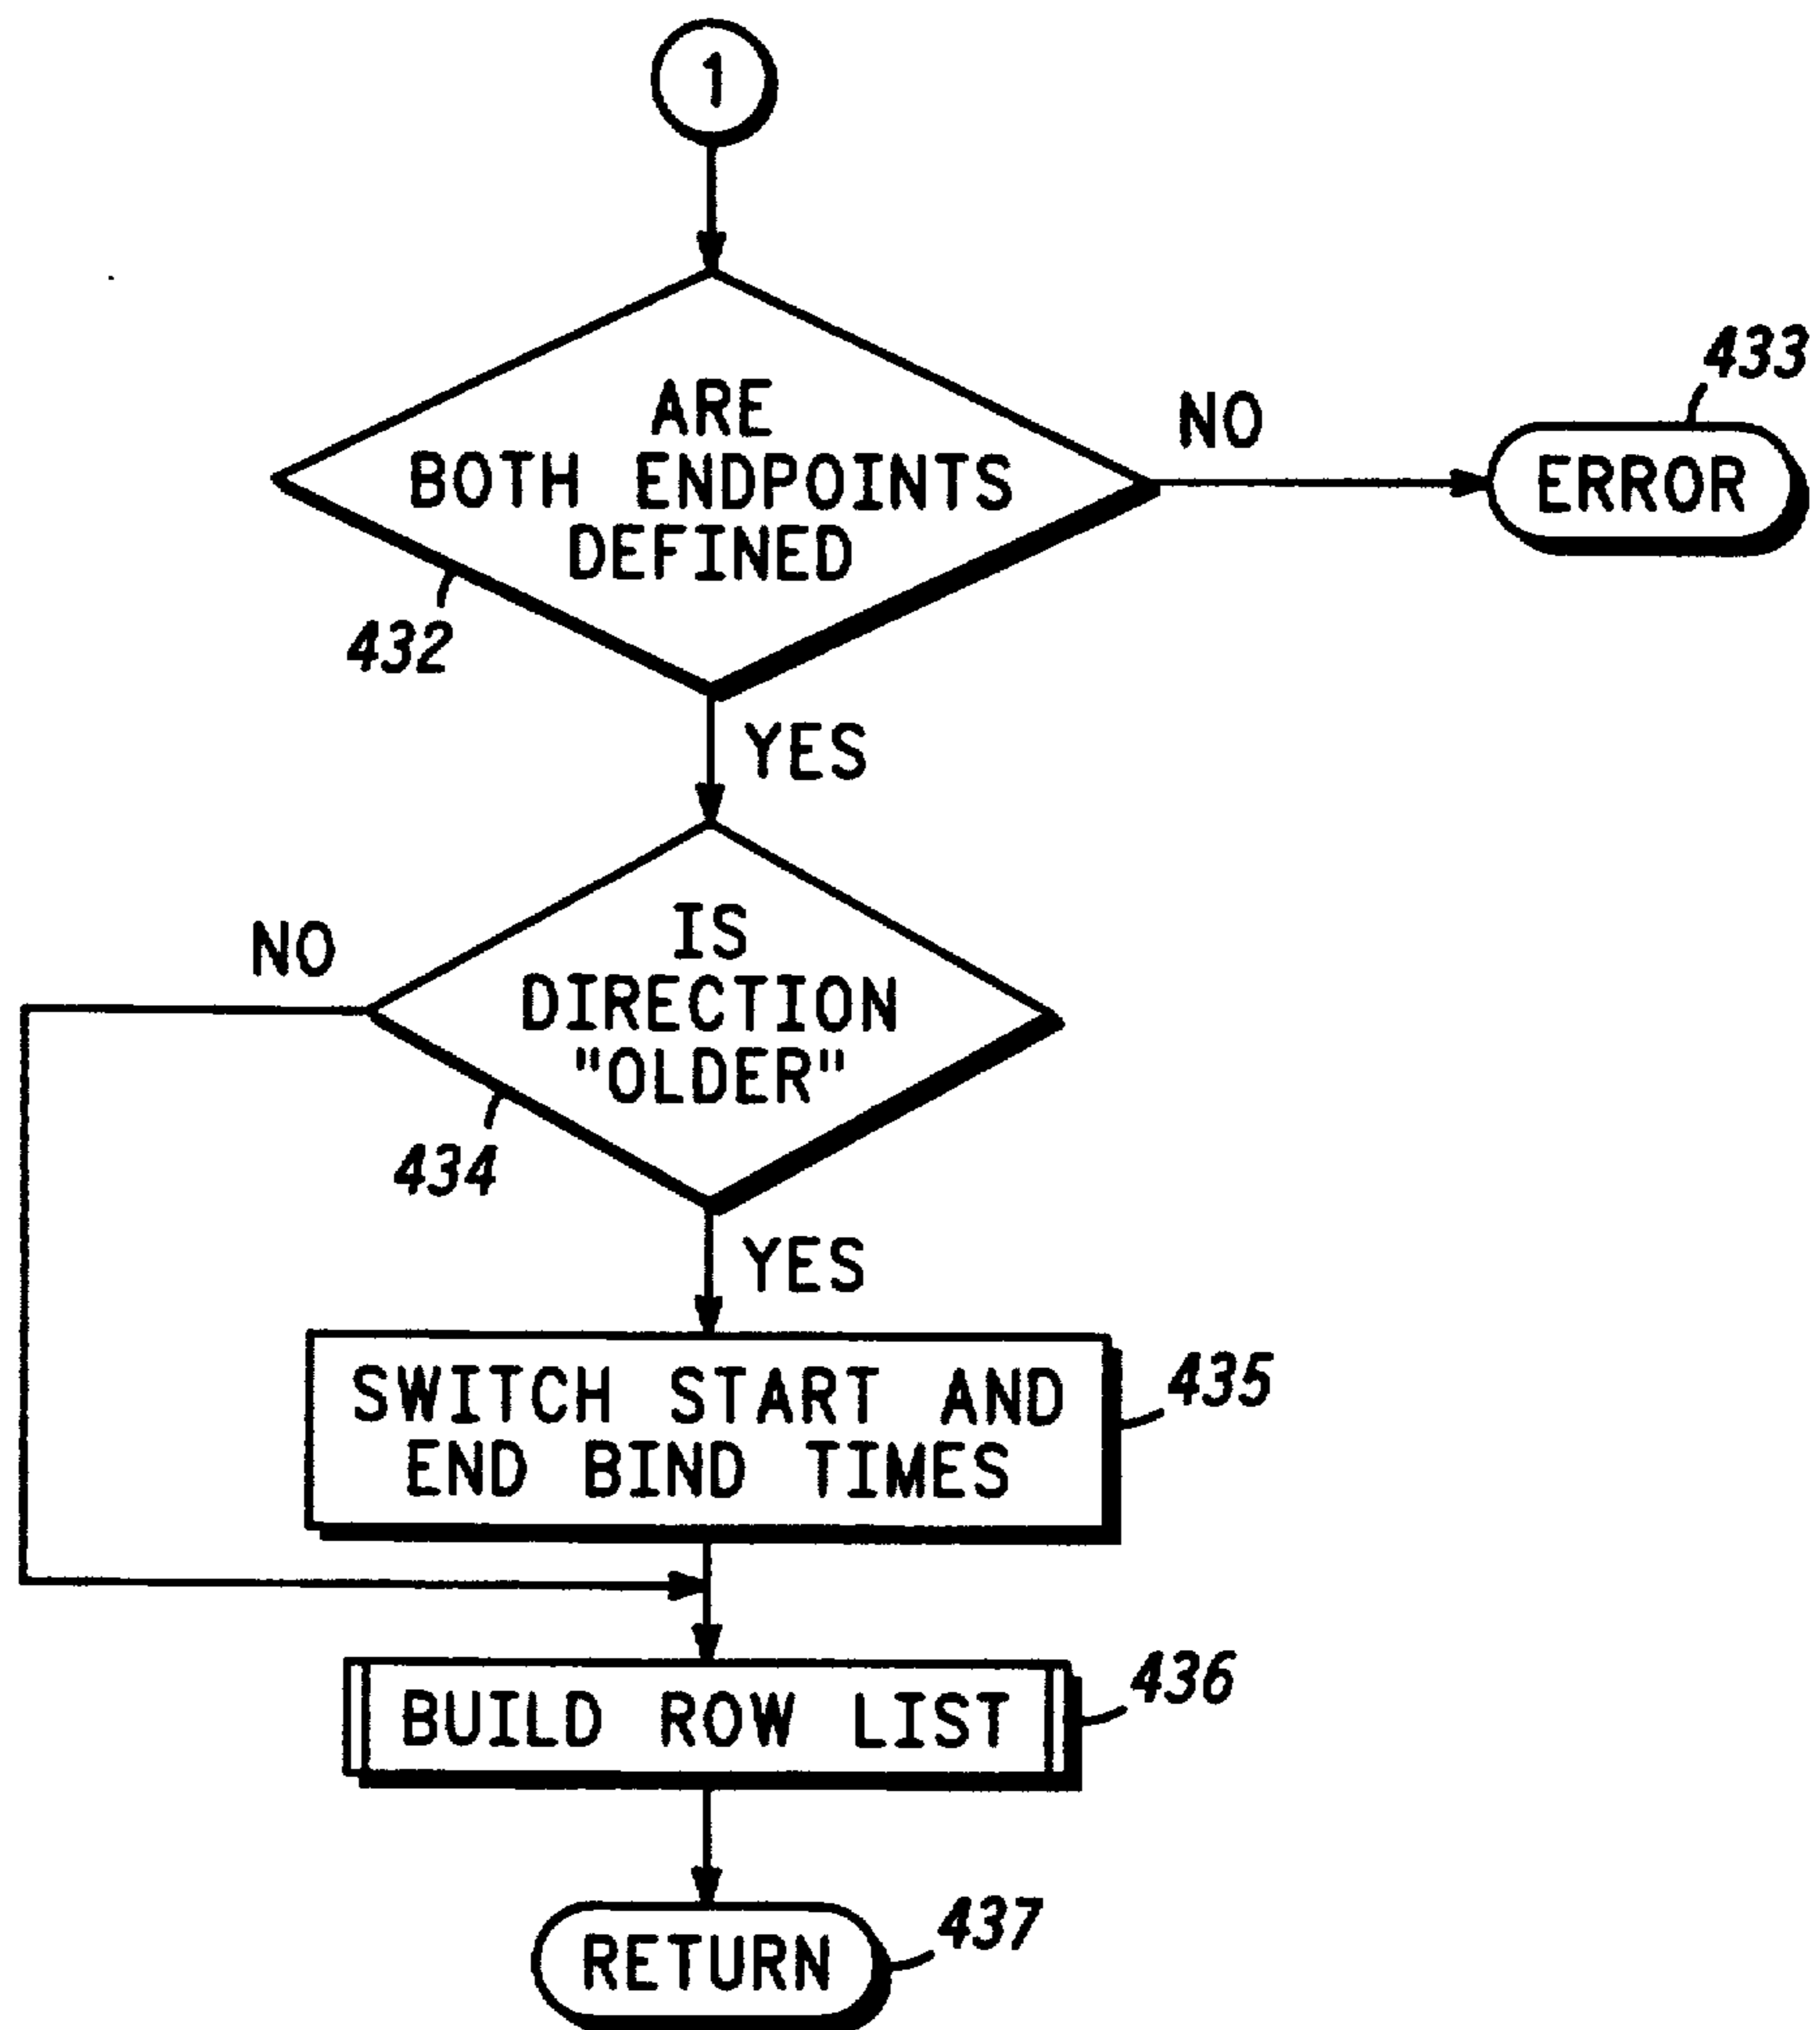 1
ARE
BOTH ENDPOINTS
DEFINED
432
NO
433
ERROR
YES
IS
DIRECTION
"OLDER"
NO
434
YES
SWITCH START AND
END BIND TIMES
435
BUILD ROW LIST
436
RETURN
437